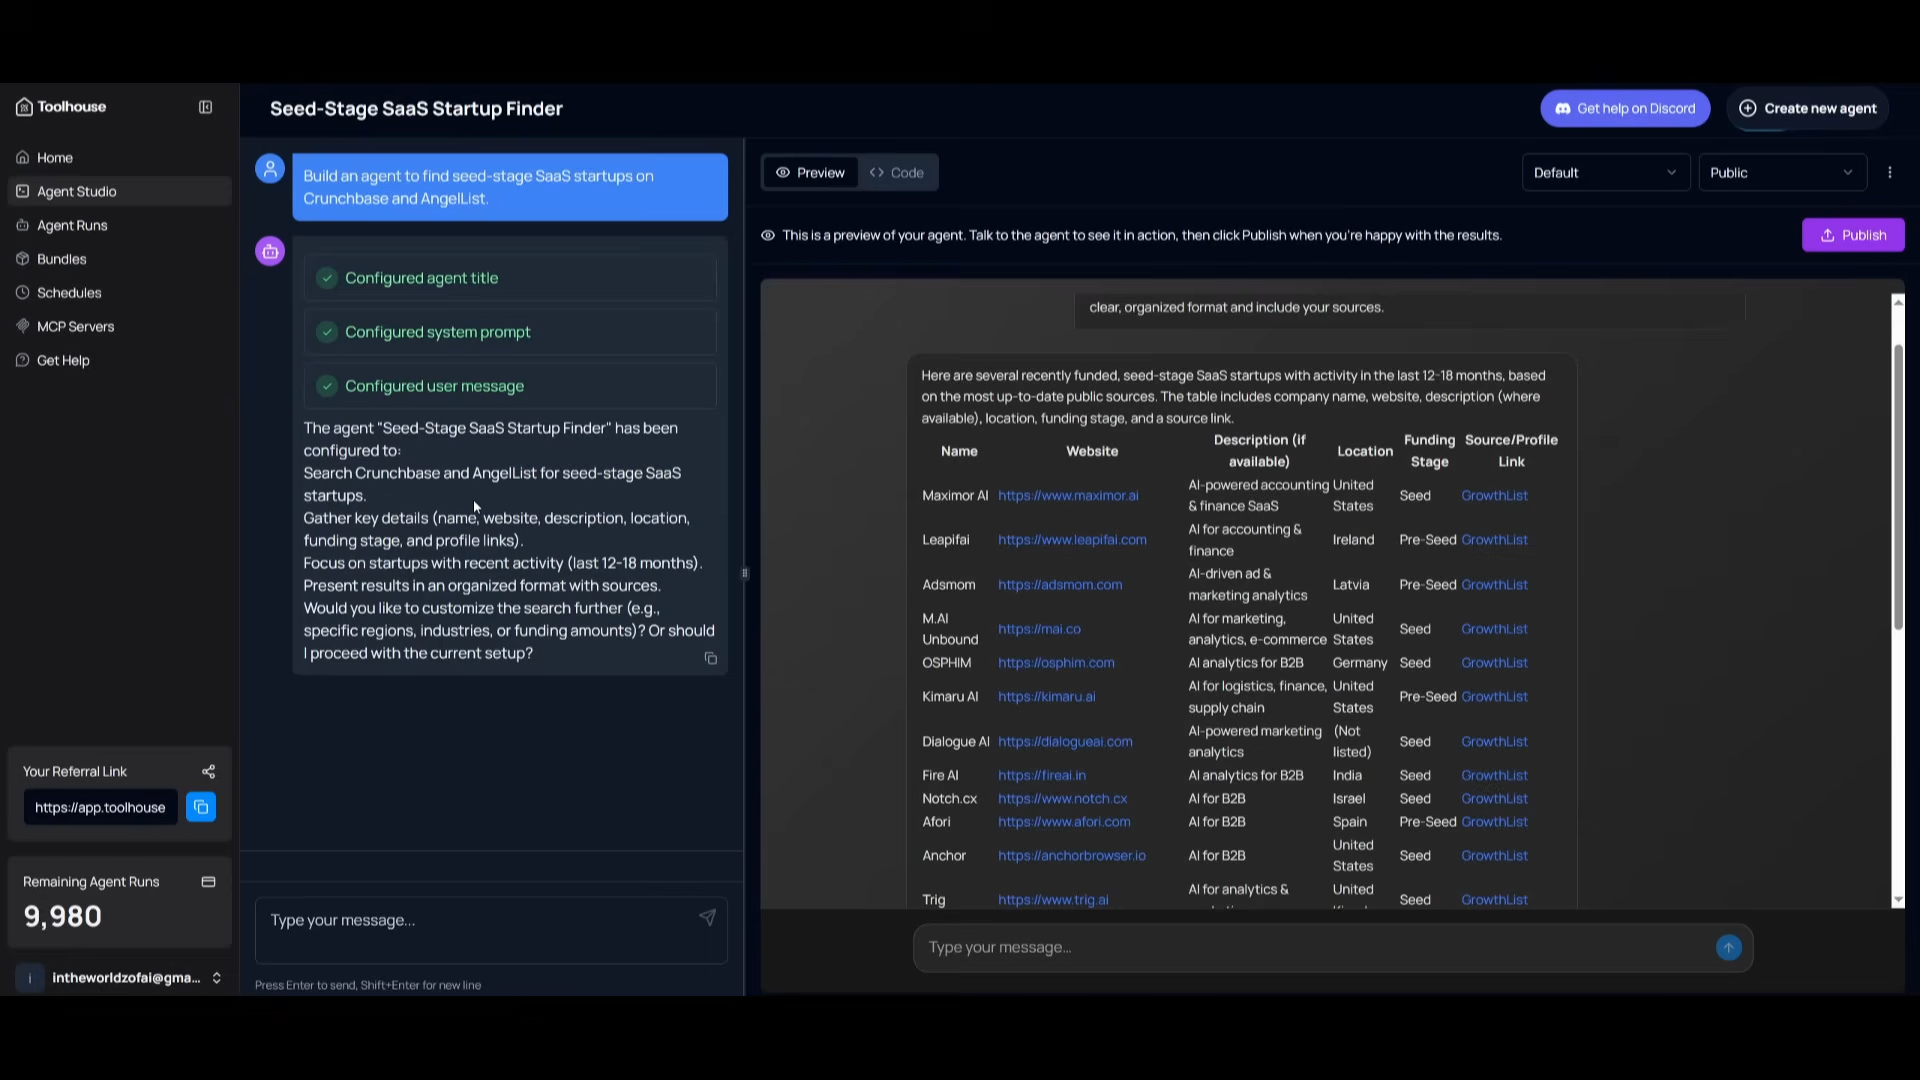 Toolhouse
Home
Agent Studio
Agent Runs
Bundles
Schedules
MCP Servers
Get Help
Your Referral Link
https://app.toolhouse
Remaining Agent Runs
9,980
i intheworldzofai@gma...
Seed-Stage SaaS Startup Finder
Get help on Discord
Create new agent
Build an agent to find seed-stage SaaS startups on
Crunchbase and AngelList.
Configured agent title
Configured system prompt
Configured user message
The agent "Seed-Stage SaaS Startup Finder" has been
configured to:
Search Crunchbase and AngelList for seed-stage SaaS
startups.
Gather key details (name, website, description, location,
funding stage, and profile links).
Focus on startups with recent activity (last 12-18 months).
Present results in an organized format with sources.
Would you like to customize the search further (e.g.,
specific regions, industries, or funding amounts)? Or should
I proceed with the current setup?
Type your message...
Press Enter to send, Shift+Enter for new line
Preview
Code
Default
Public
This is a preview of your agent. Talk to the agent to see it in action, then click Publish when you're happy with the results.
Publish
clear, organized format and include your sources.
Here are several recently funded, seed-stage SaaS startups with activity in the last 12-18 months, based
on the most up-to-date public sources. The table includes company name, website, description (where
available), location, funding stage, and a source link.
Name Website Description (if available) Location Funding Stage Source/Profile Link
Maximor AI https://www.maximor.ai AI-powered accounting & finance SaaS United States Seed GrowthList
Leapifai https://www.leapifai.com AI for accounting & finance Ireland Pre-Seed GrowthList
Adsmom https://adsmom.com AI-driven ad & marketing analytics Latvia Pre-Seed GrowthList
M.AI Unbound https://mai.co AI for marketing, analytics, e-commerce United States Seed GrowthList
OSPHIM https://osphim.com AI analytics for B2B Germany Seed GrowthList
Kimaru AI https://kimaru.ai AI for logistics, finance, supply chain United States Pre-Seed GrowthList
Dialogue AI https://dialogueai.com AI-powered marketing analytics (Not listed) Seed GrowthList
Fire AI https://fireai.in AI analytics for B2B India Seed GrowthList
Notch.cx https://www.notch.cx AI for B2B Israel Seed GrowthList
Afori https://www.afori.com AI for B2B Spain Pre-Seed GrowthList
Anchor https://anchorbrowser.io AI for B2B United States Seed GrowthList
Trig https://www.trig.ai AI for analytics & United Seed GrowthList
Type your message...